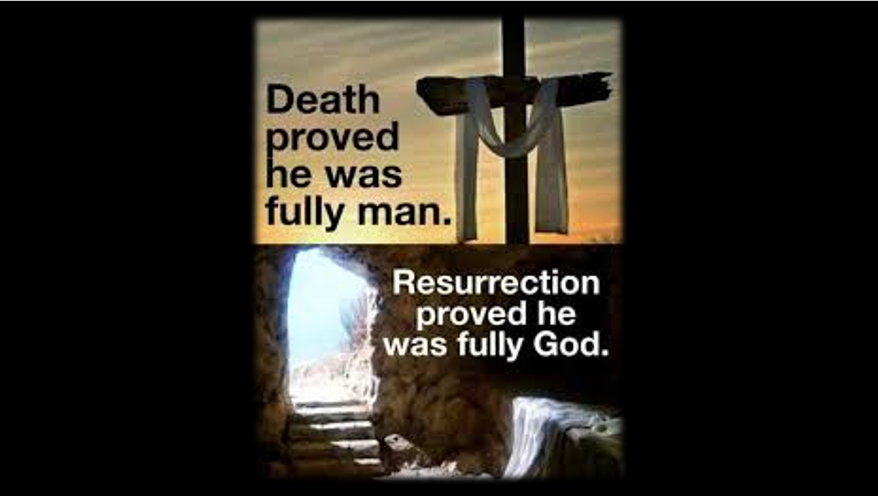 Death
proved
he was
fully man.
Resurrection
proved he
was fully God.